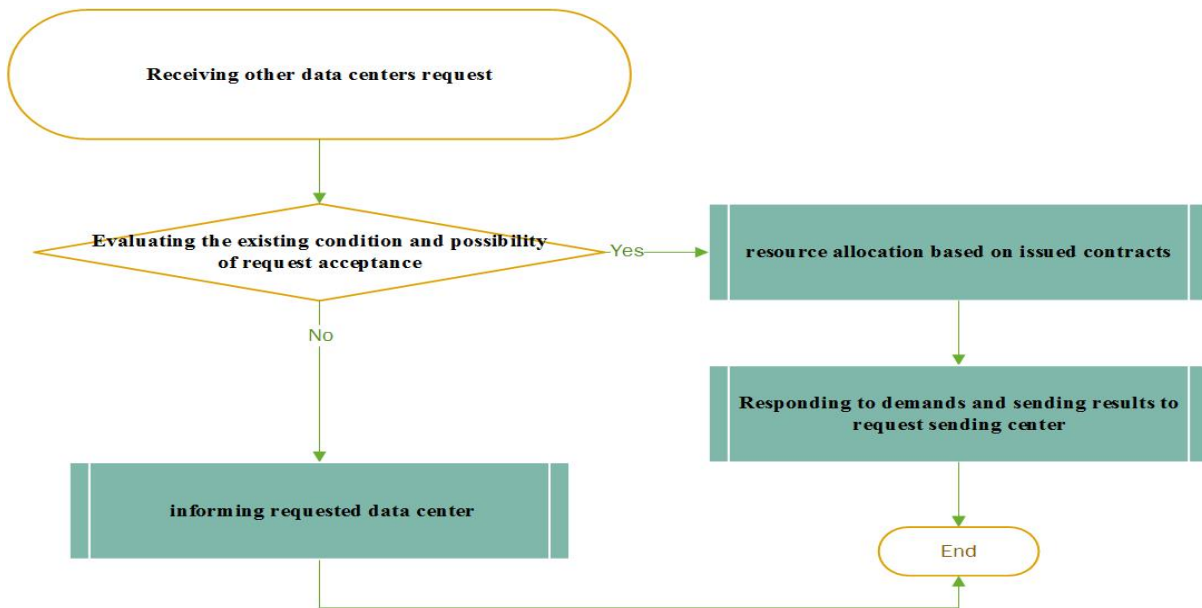 Receiving other data centers request
Evaluating the existing condition and possibility
of request acceptance
Yes
resource allocation based on issued contracts
No
Responding to demands and sending results to
request sending center
informing requested data center
End